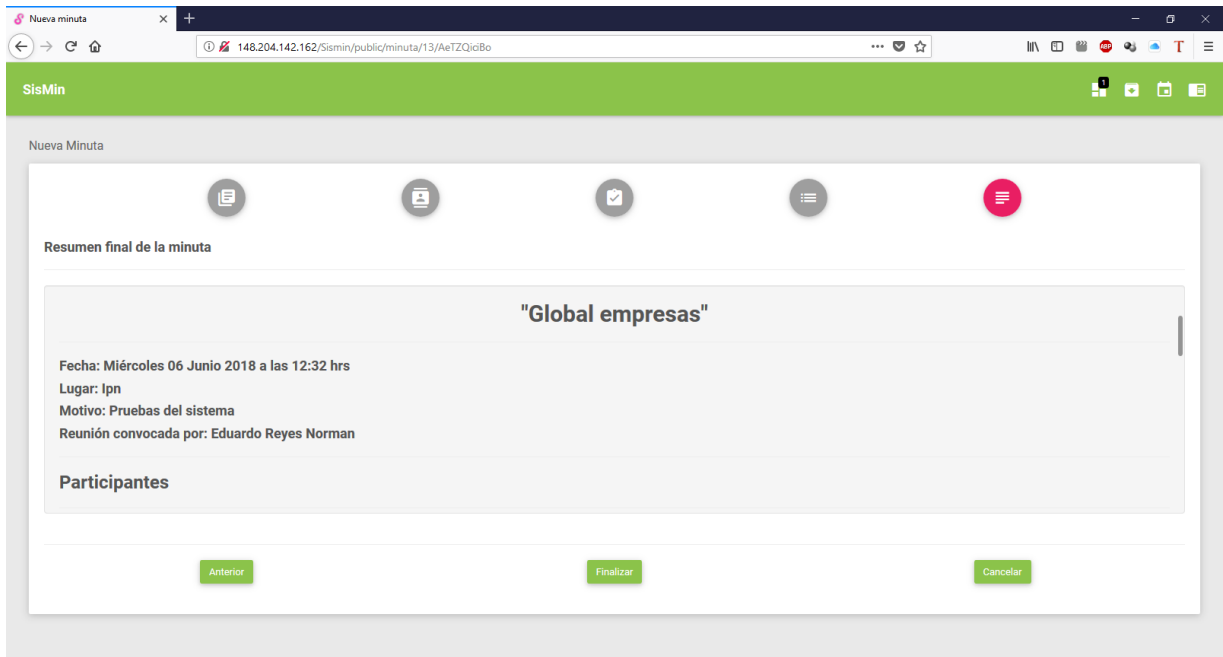 Nueva minuta
148.204.142.162/Sismin/public/minuta/13/AeTZQiciBo
ABP
T
SisMin
1
Nueva Minuta
Resumen final de la minuta
"Global empresas"
Fecha: Miércoles 06 Junio 2018 a las 12:32 hrs
Lugar: Ipn
Motivo: Pruebas del sistema
Reunión convocada por: Eduardo Reyes Norman
Participantes
Anterior
Finalizar
Cancelar